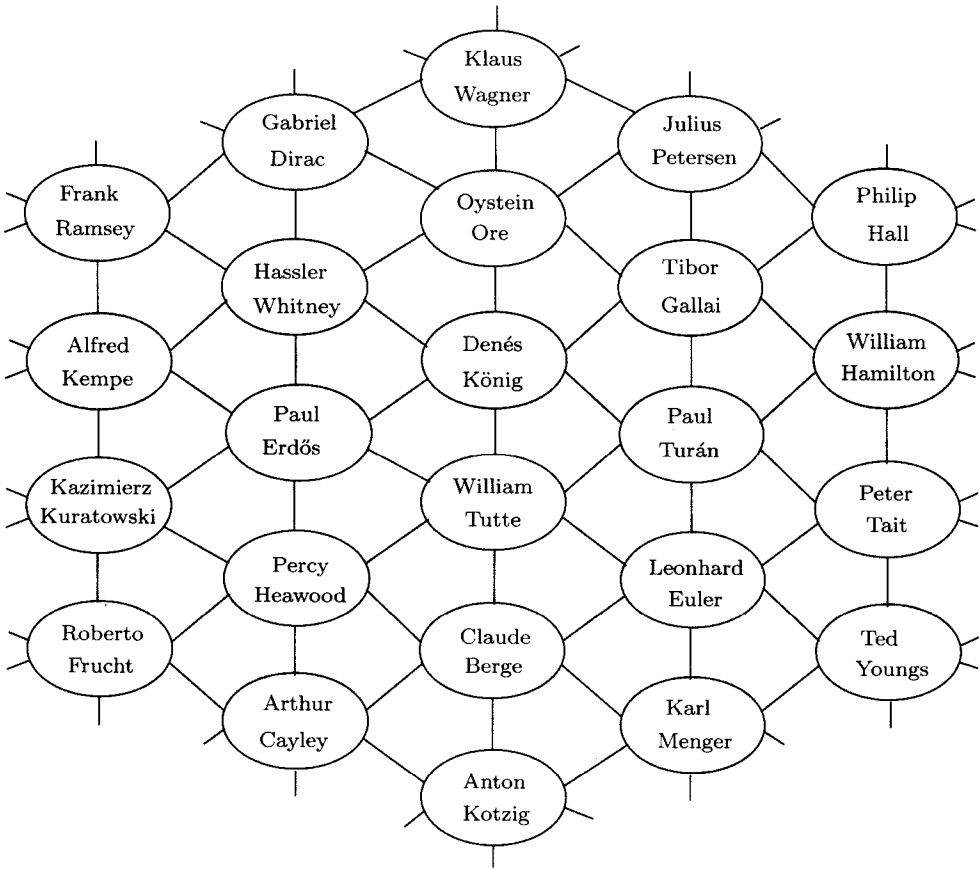 Klaus
Wagner
Gabriel
Dirac
Julius
Petersen
Frank
Ramsey
Oystein
Ore
Philip
Hall
Hassler
Whitney
Tibor
Gallai
Alfred
Kempe
Denés
König
William
Hamilton
Paul
Erdős
Paul
Turán
Kazimierz
Kuratowski
William
Tutte
Peter
Tait
Percy
Heawood
Leonhard
Euler
Roberto
Frucht
Claude
Berge
Ted
Youngs
Arthur
Cayley
Karl
Menger
Anton
Kotzig